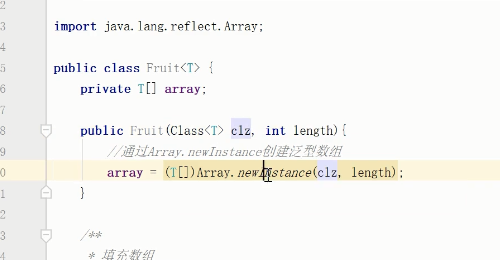 2
3 import java.lang.reflect.Array;
4
5 public class Fruit<T> {
6 private T[] array;
7
8 public Fruit(Class<T> clz, int length){
9 //通过Array.newInstance创建泛型数组
0 array = (T[])Array.newInstance(clz, length);
1 }
2
3 /**
4 * 填充数组